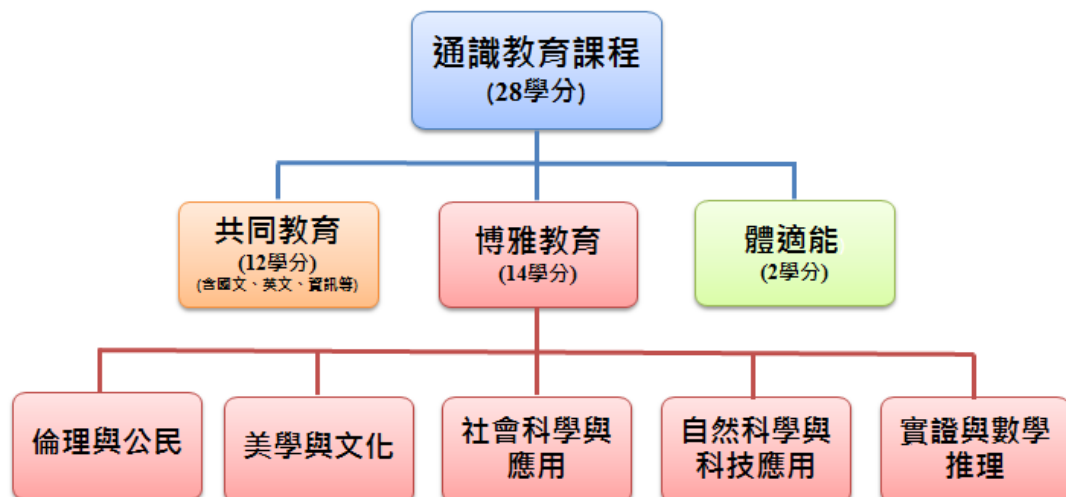 通識教育課程
(28學分)
共同教育
(12學分)
(含國文、英文、資訊等)
博雅教育
(14學分)
體適能
(2學分)
倫理與公民
美學與文化
社會科學與
應用
自然科學與
科技應用
實證與數學
推理